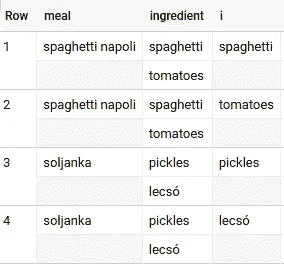 Row meal ingredient i
1 spaghetti napoli spaghetti spaghetti
tomatoes
2 spaghetti napoli spaghetti tomatoes
tomatoes
3 soljanka pickles pickles
lecsó
4 soljanka pickles lecsó
lecsó